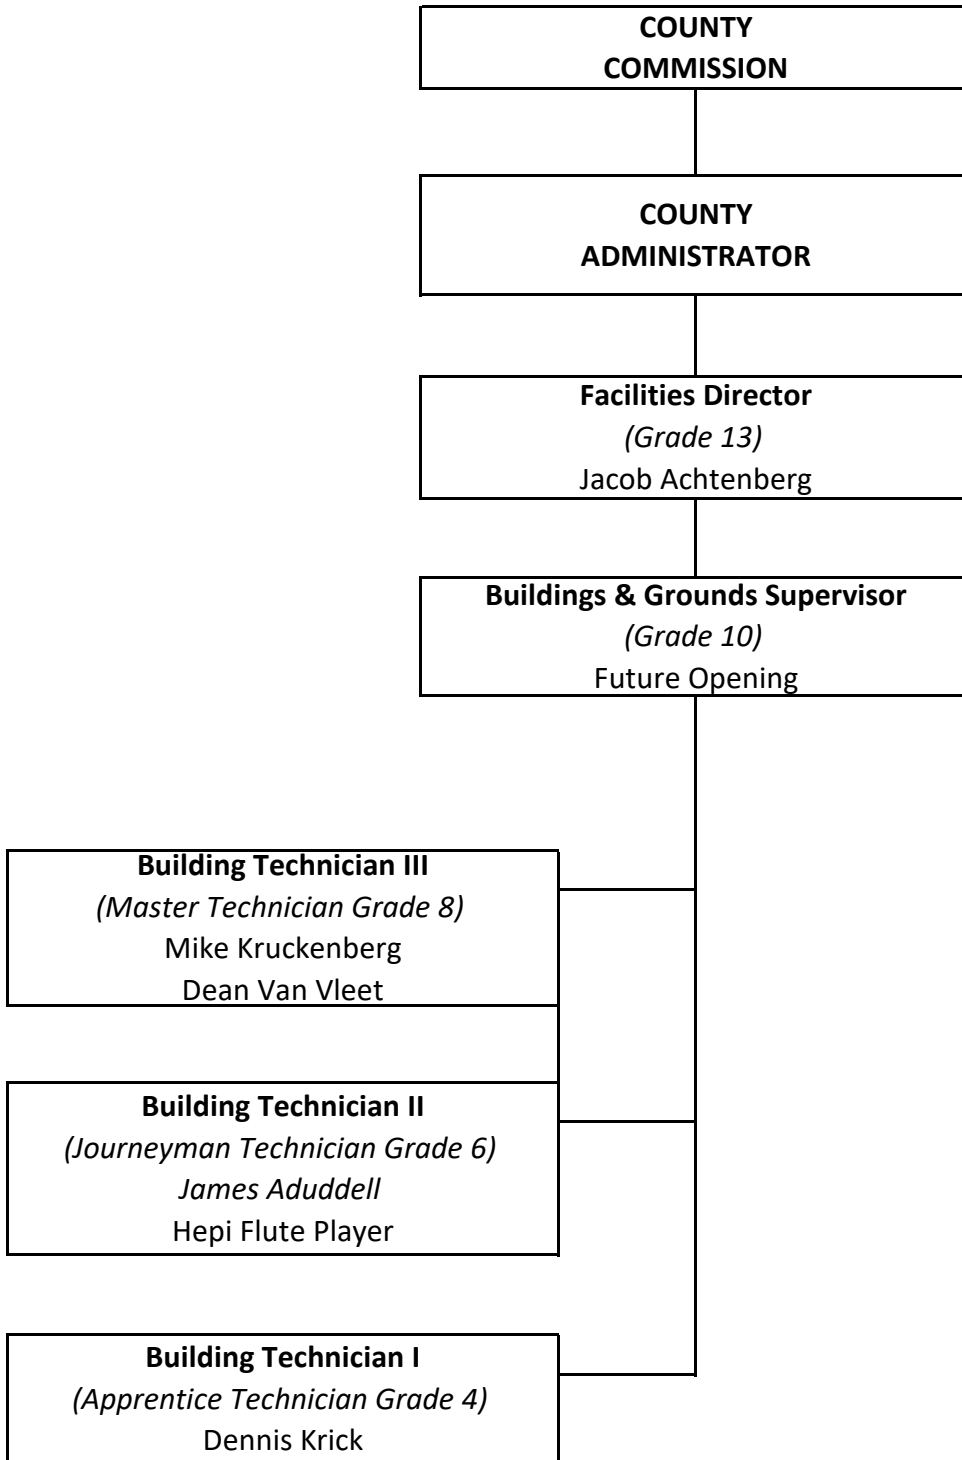 COUNTY
COMMISSION
COUNTY
ADMINISTRATOR
Facilities Director
(Grade 13)
Jacob Achtenberg
Buildings & Grounds Supervisor
(Grade 10)
Future Opening
Building Technician III
(Master Technician Grade 8)
Mike Kruckenberg
Dean Van Vleet
Building Technician II
(Journeyman Technician Grade 6)
James Aduddell
Hepi Flute Player
Building Technician I
(Apprentice Technician Grade 4)
Dennis Krick